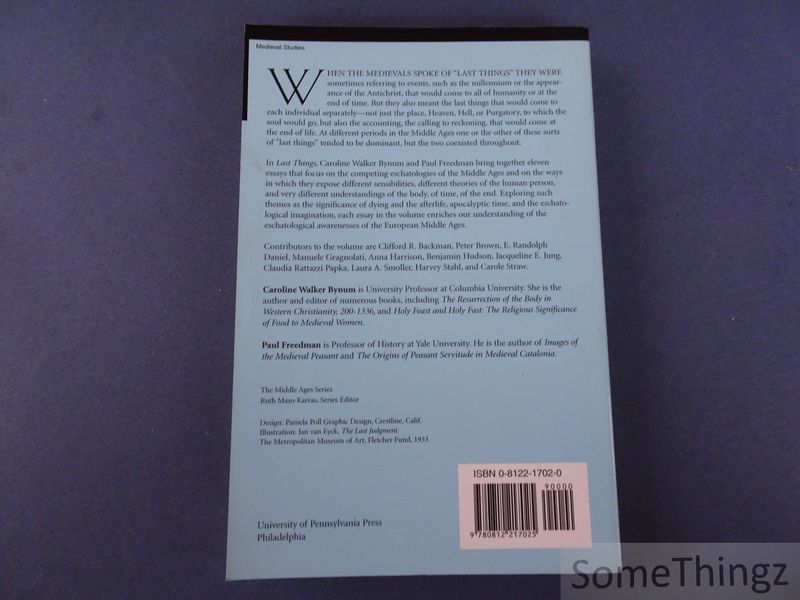 Medieval Studies
WHEN THE MEDIEVALS SPOKE OF "LAST THINGS" THEY WERE
sometimes referring to events, such as the millennium or the appear-
ance of the Antichrist, that would come to all of humanity or at the
end of time. But they also meant the last things that would come to
each individual separately—not just the place, Heaven, Hell, or Purgatory, to which the
soul would go, but also the accounting, the calling to reckoning, that would come at
the end of life. At different periods in the Middle Ages one or the other of these sorts
of "last things" tended to be dominant, but the two coexisted throughout.
In Last Things, Caroline Walker Bynum and Paul Freedman bring together eleven
essays that focus on the competing eschatologies of the Middle Ages and on the ways
in which they expose different sensibilities, different theories of the human person,
and very different understandings of the body, of time, of the end. Exploring such
themes as the significance of dying and the afterlife, apocalyptic time, and the eschato-
logical imagination, each essay in the volume enriches our understanding of the
eschatological awarenesses of the European Middle Ages.
Contributors to the volume are Clifford R. Backman, Peter Brown, E. Randolph
Daniel, Manuele Gragnolati, Anna Harrison, Benjamin Hudson, Jacqueline E. Jung,
Claudia Rattazzi Papka, Laura A. Smoller, Harvey Stahl, and Carole Straw.
Caroline Walker Bynum is University Professor at Columbia University. She is the
author and editor of numerous books, including The Resurrection of the Body in
Western Christianity, 200-1336, and Holy Feast and Holy Fast: The Religious Significance
of Food to Medieval Women.
Paul Freedman is Professor of History at Yale University. He is the author of Images of
the Medieval Peasant and The Origins of Peasant Servitude in Medieval Catalonia.
The Middle Ages Series
Ruth Mazo Karras, Series Editor
Design: Pamela Poll Graphic Design, Crestline, Calif.
Illustration: Jan van Eyck, The Last Judgment.
The Metropolitan Museum of Art, Fletcher Fund, 1933.
ISBN 0-8122-1702-0
90000
9 780812 217025
University of Pennsylvania Press
Philadelphia
SomeThingz